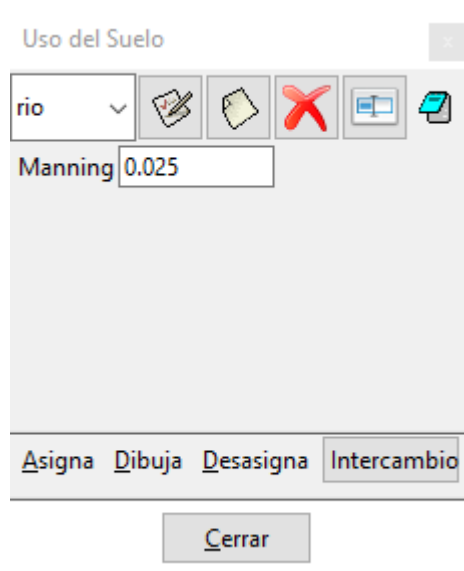 Uso del Suelo
x
rio
Manning 0.025
Asigna Dibuja Desasigna Intercambio
Cerrar